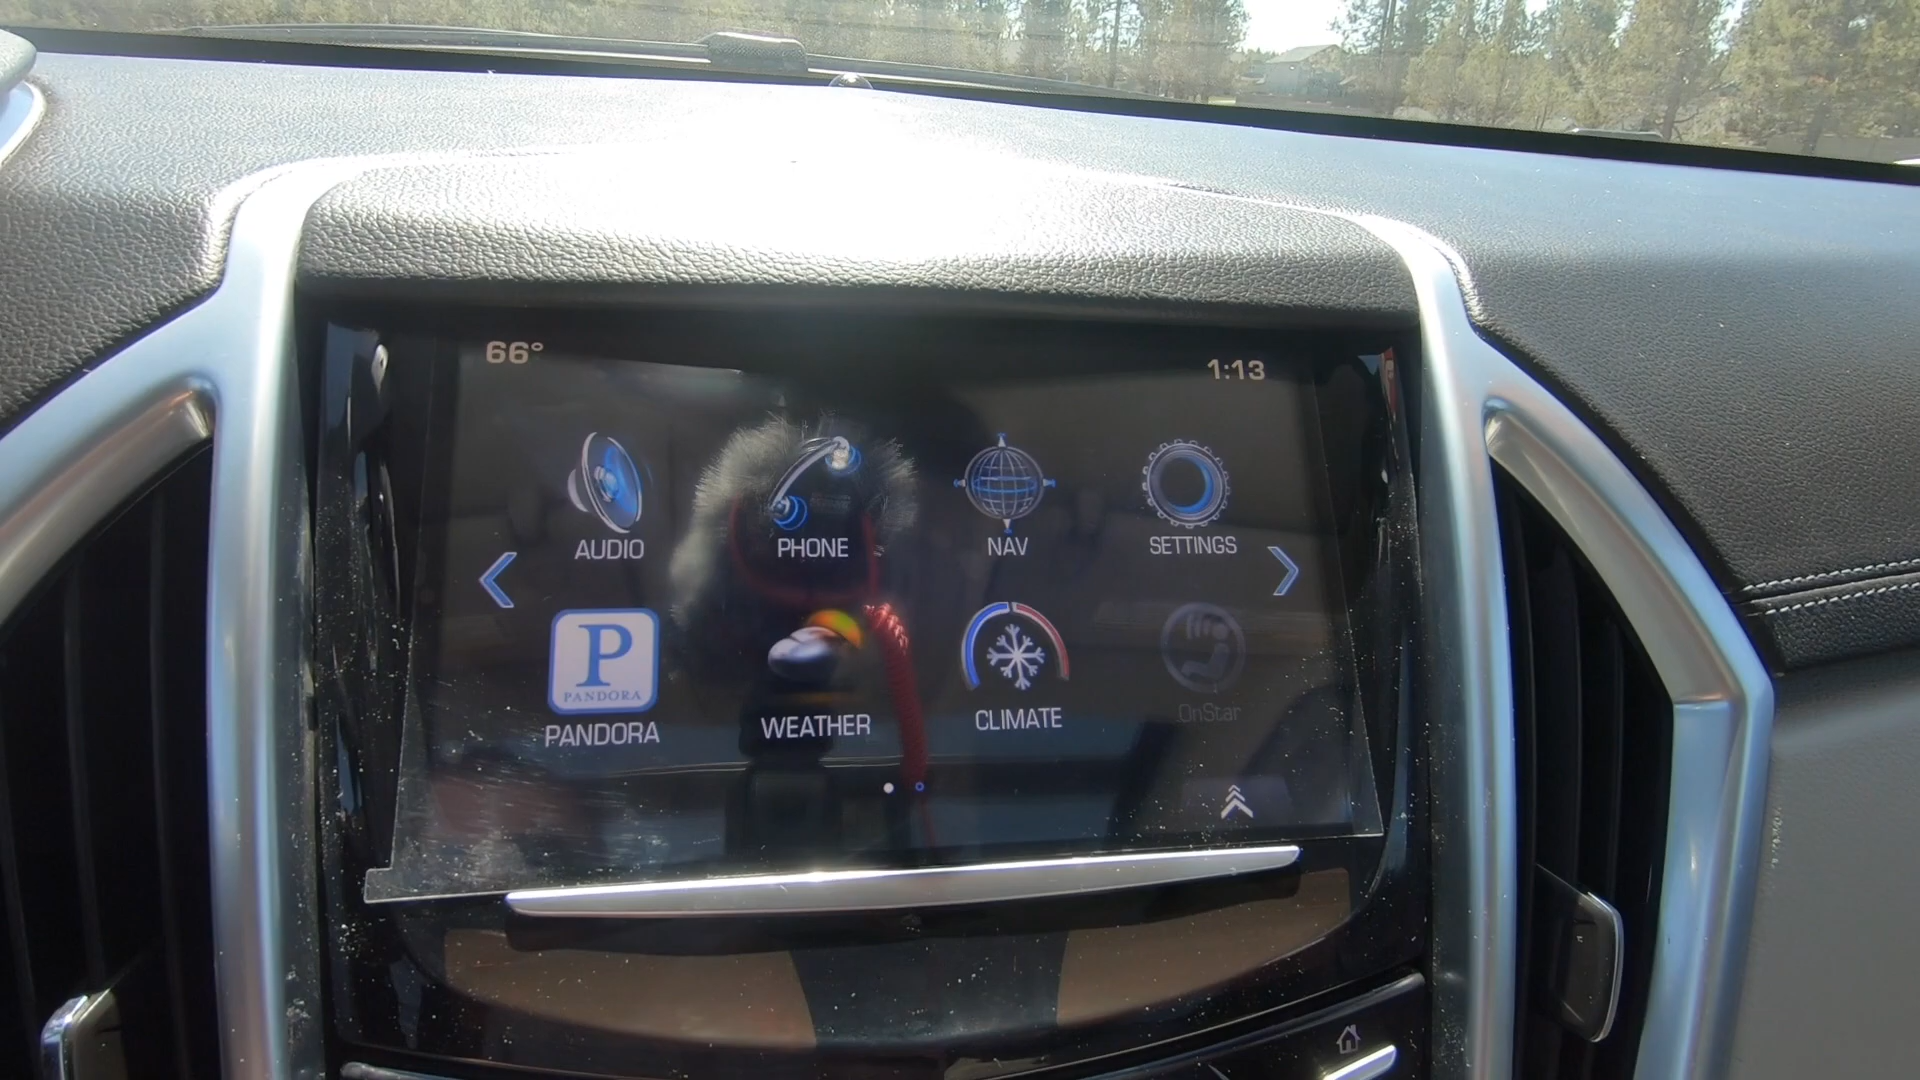 66°
1:13
AUDIO
PHONE
NAV
SETTINGS
P
PANDORA
PANDORA
WEATHER
CLIMATE
OnStar